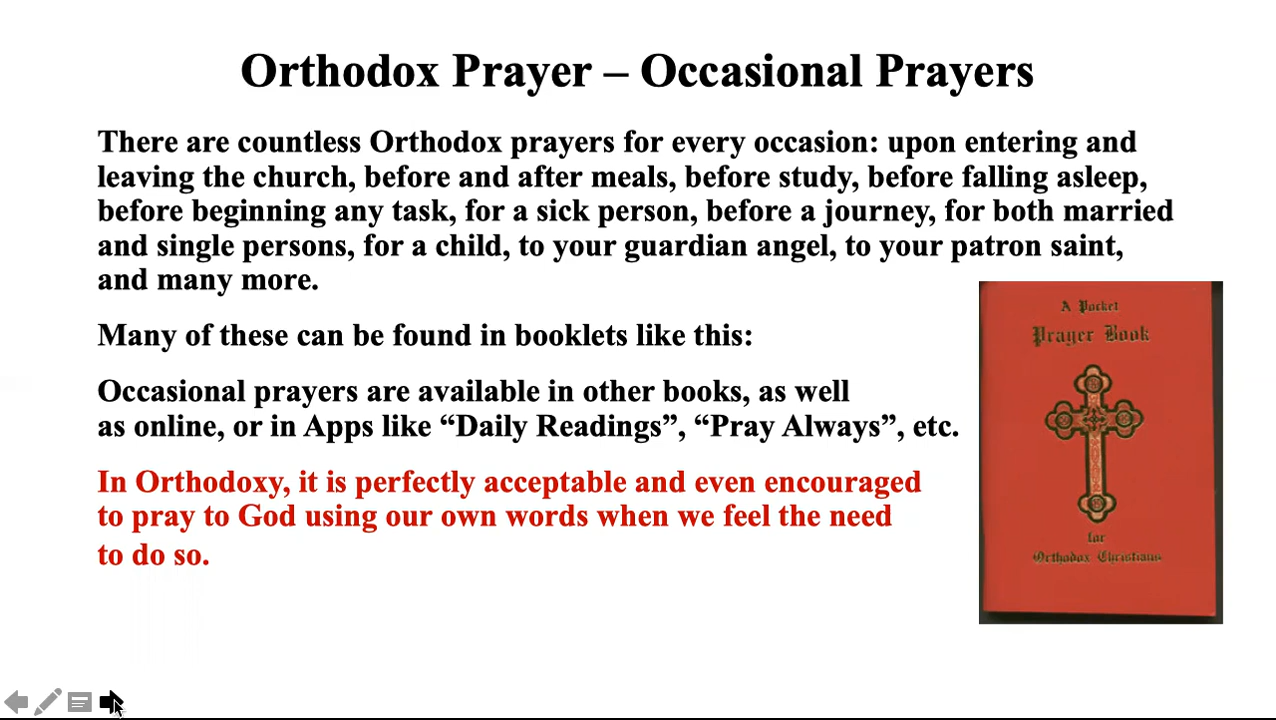 Orthodox Prayer – Occasional Prayers
There are countless Orthodox prayers for every occasion: upon entering and
leaving the church, before and after meals, before study, before falling asleep,
before beginning any task, for a sick person, before a journey, for both married
and single persons, for a child, to your guardian angel, to your patron saint,
and many more.
Many of these can be found in booklets like this:
Occasional prayers are available in other books, as well
as online, or in Apps like “Daily Readings”, “Pray Always”, etc.
In Orthodoxy, it is perfectly acceptable and even encouraged
to pray to God using our own words when we feel the need
to do so.
A Pocket
Prayer Book
for
Orthodox Christians